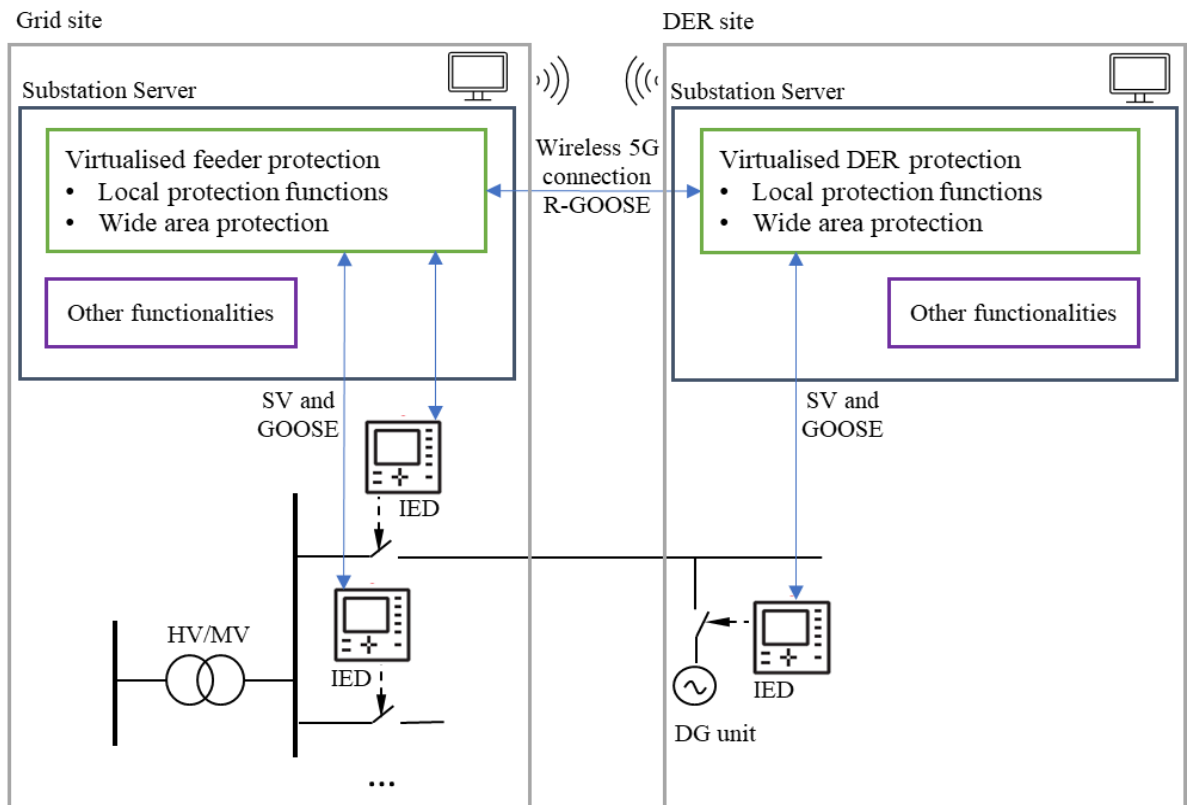 Grid site
DER site
Substation Server
Substation Server
Virtualised feeder protection
• Local protection functions
• Wide area protection
Wireless 5G
connection
R-GOOSE
Virtualised DER protection
• Local protection functions
• Wide area protection
Other functionalities
Other functionalities
SV and
GOOSE
SV and
GOOSE
IED
HV/MV
IED
IED
DG unit
...